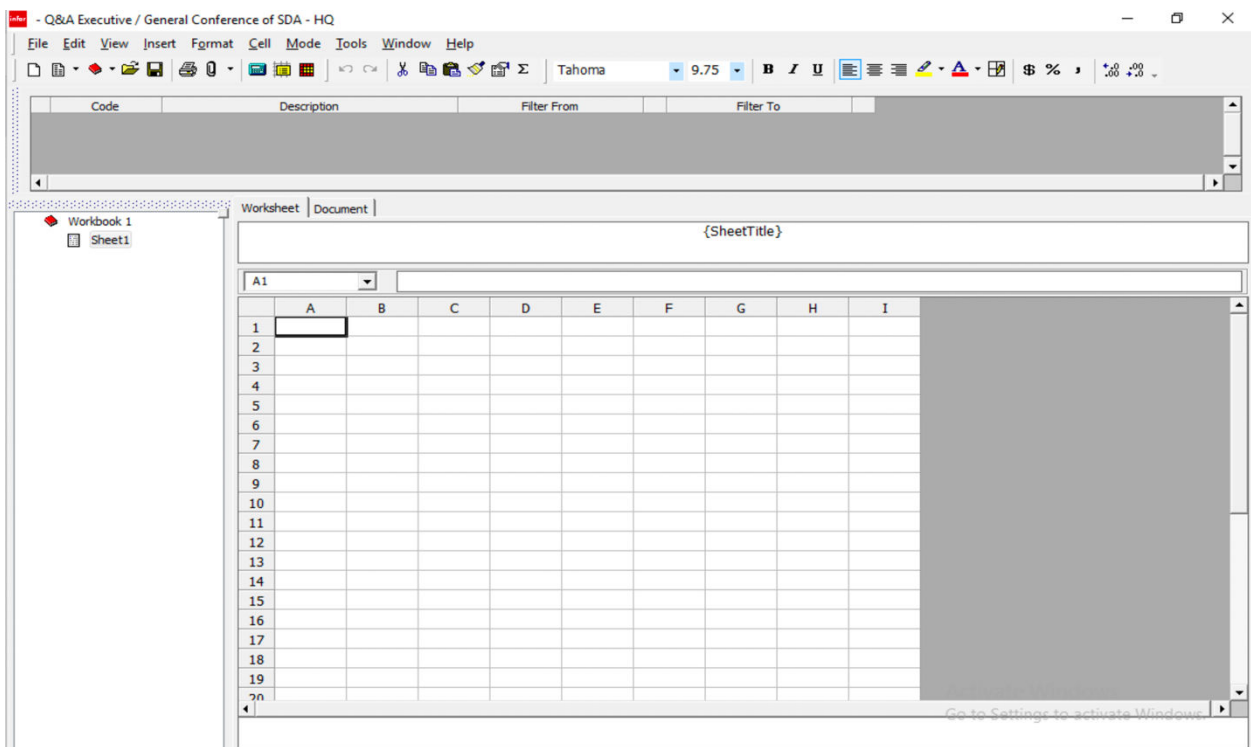 infor - Q&A Executive / General Conference of SDA - HQ
File Edit View Insert Format Cell Mode Tools Window Help
Tahoma 9.75 B I U $ % ,
Code Description Filter From Filter To
Workbook 1
Sheet1
Worksheet Document
{SheetTitle}
A1
A B C D E F G H I
1
2
3
4
5
6
7
8
9
10
11
12
13
14
15
16
17
18
19
20
Activate Windows
Go to Settings to activate Windows.